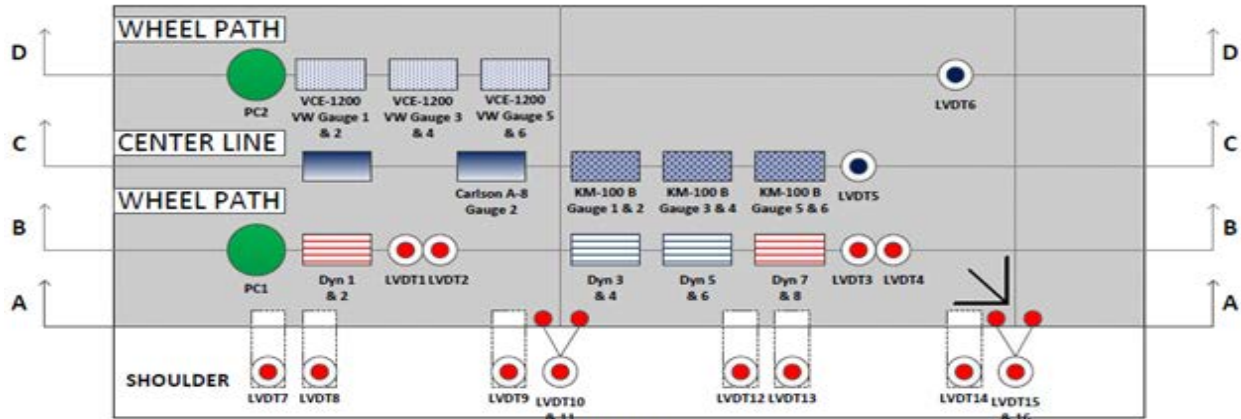 WHEEL PATH
D
D
PC2
VCE-1200
VW Gauge 1
& 2
VCE-1200
VW Gauge 3
& 4
VCE-1200
VW Gauge 5
& 6
LVDT6
C
CENTER LINE
C
Carlson A-8
Gauge 2
KM-100 B
Gauge 1 & 2
KM-100 B
Gauge 3 & 4
KM-100 B
Gauge 5 & 6
LVDT5
WHEEL PATH
B
B
PC1
Dyn 1
& 2
LVDT1
LVDT2
Dyn 3
& 4
Dyn 5
& 6
Dyn 7
& 8
LVDT3
LVDT4
A
A
SHOULDER
LVDT7
LVDT8
LVDT9
LVDT10
& 11
LVDT12
LVDT13
LVDT14
LVDT15
& 16